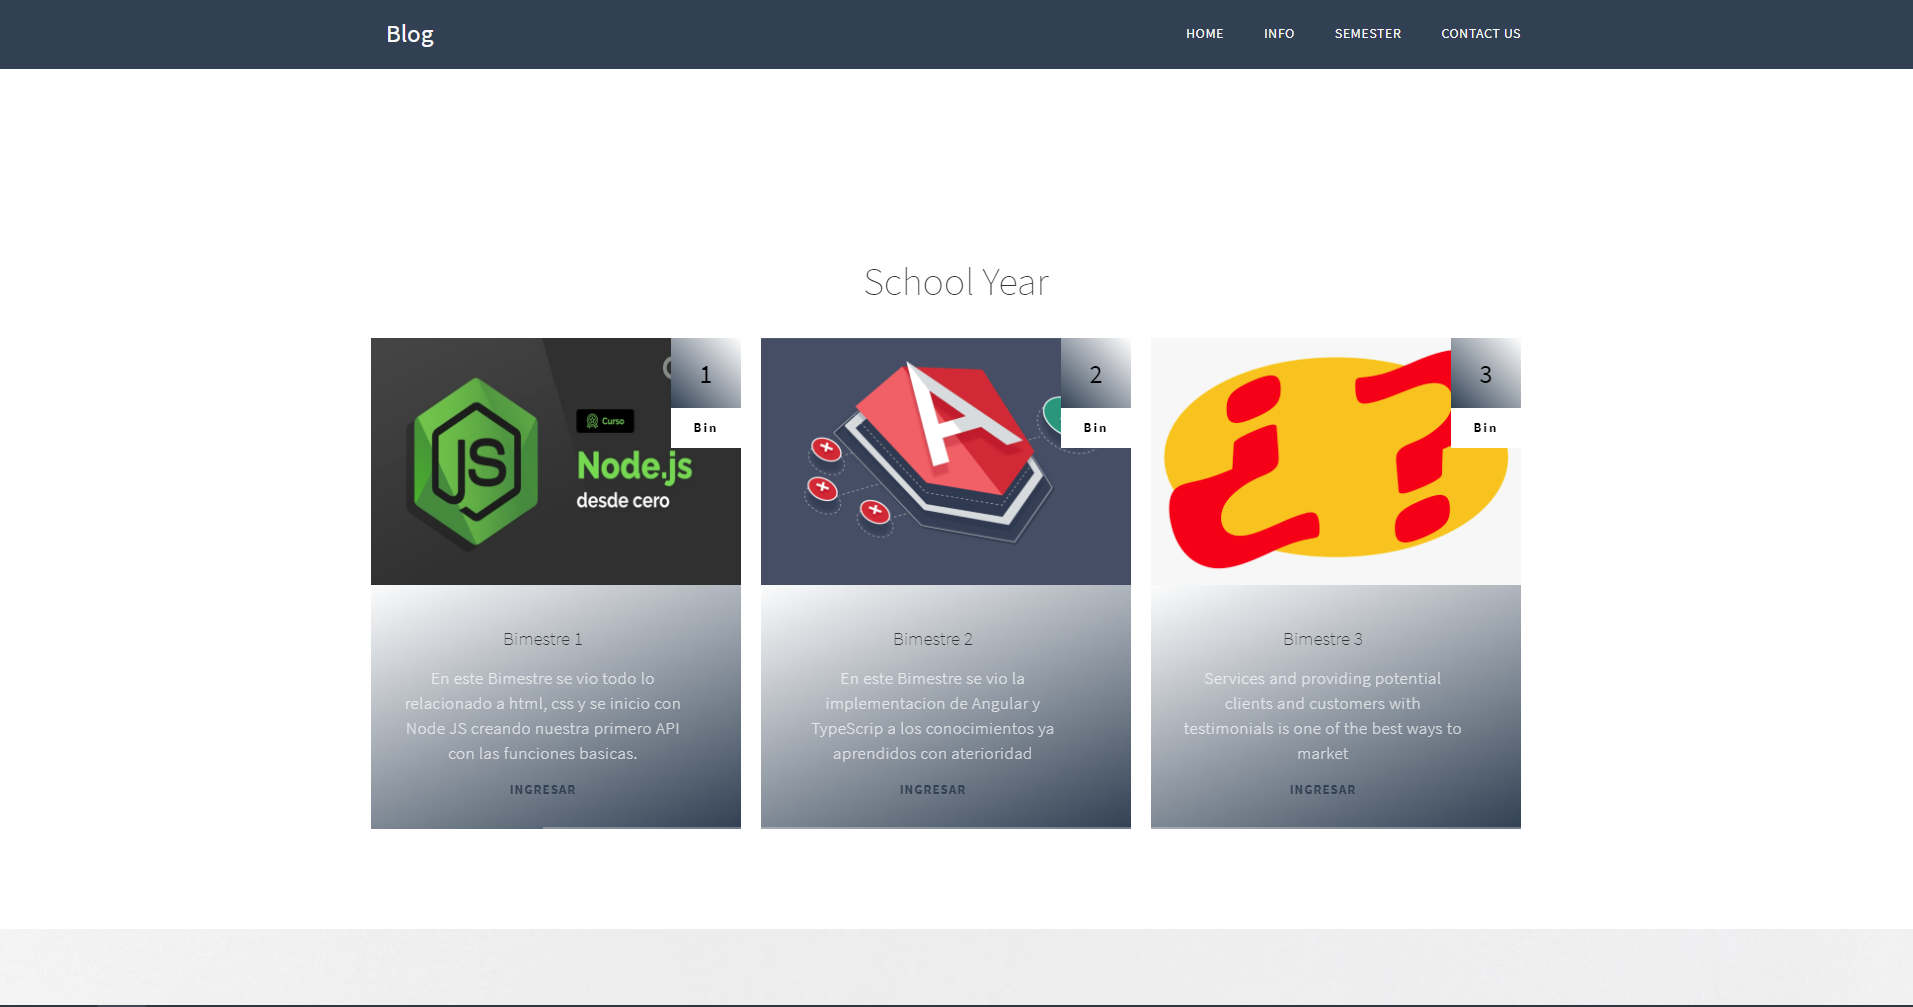 Blog
HOME INFO SEMESTER CONTACT US
School Year
1
Bin
JS
Curso
Node.js
desde cero
2
Bin
A
3
Bin
¿?
Bimestre 1
En este Bimestre se vio todo lo
relacionado a html, css y se inicio con
Node JS creando nuestra primero API
con las funciones basicas.
INGRESAR
Bimestre 2
En este Bimestre se vio la
implementacion de Angular y
TypeScrip a los conocimientos ya
aprendidos con aterioridad
INGRESAR
Bimestre 3
Services and providing potential
clients and customers with
testimonials is one of the best ways to
market
INGRESAR